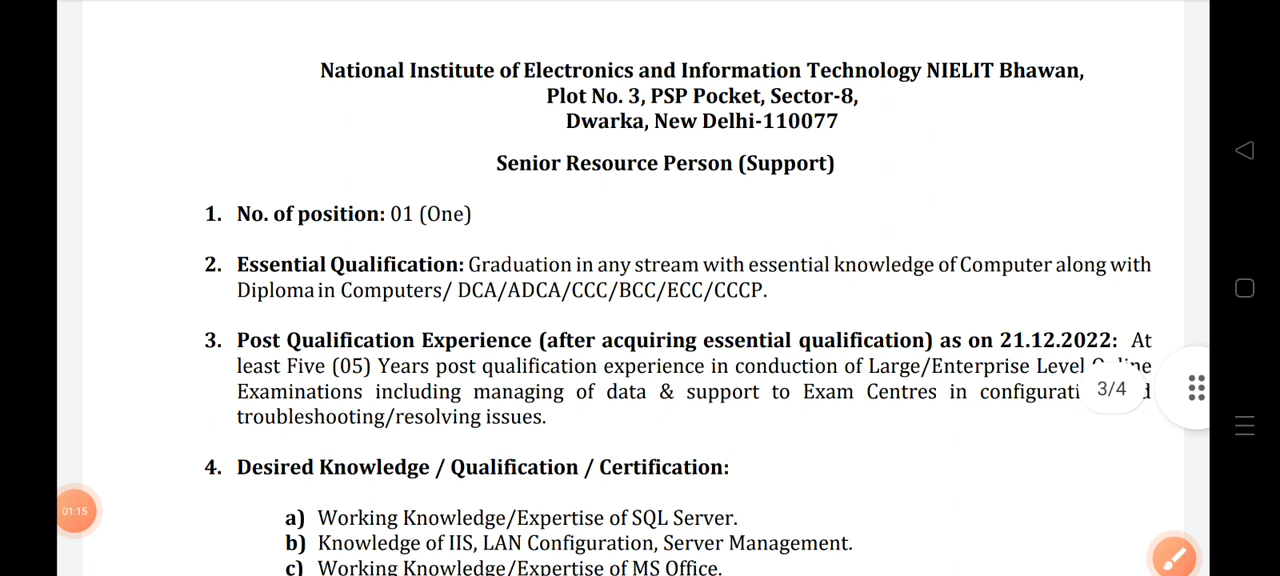 National Institute of Electronics and Information Technology NIELIT Bhawan,
Plot No. 3, PSP Pocket, Sector-8,
Dwarka, New Delhi-110077
Senior Resource Person (Support)
1. No. of position: 01 (One)
2. Essential Qualification: Graduation in any stream with essential knowledge of Computer along with
Diploma in Computers/ DCA/ADCA/CCC/BCC/ECC/CCCP.
3. Post Qualification Experience (after acquiring essential qualification) as on 21.12.2022: At
least Five (05) Years post qualification experience in conduction of Large/Enterprise Level
Examinations including managing of data & support to Exam Centres in
troubleshooting/resolving issues.
3/4
4. Desired Knowledge / Qualification / Certification:
01:15
a) Working Knowledge/Expertise of SQL Server.
b) Knowledge of IIS, LAN Configuration, Server Management.
c) Working Knowledge/Expertise of MS Office.